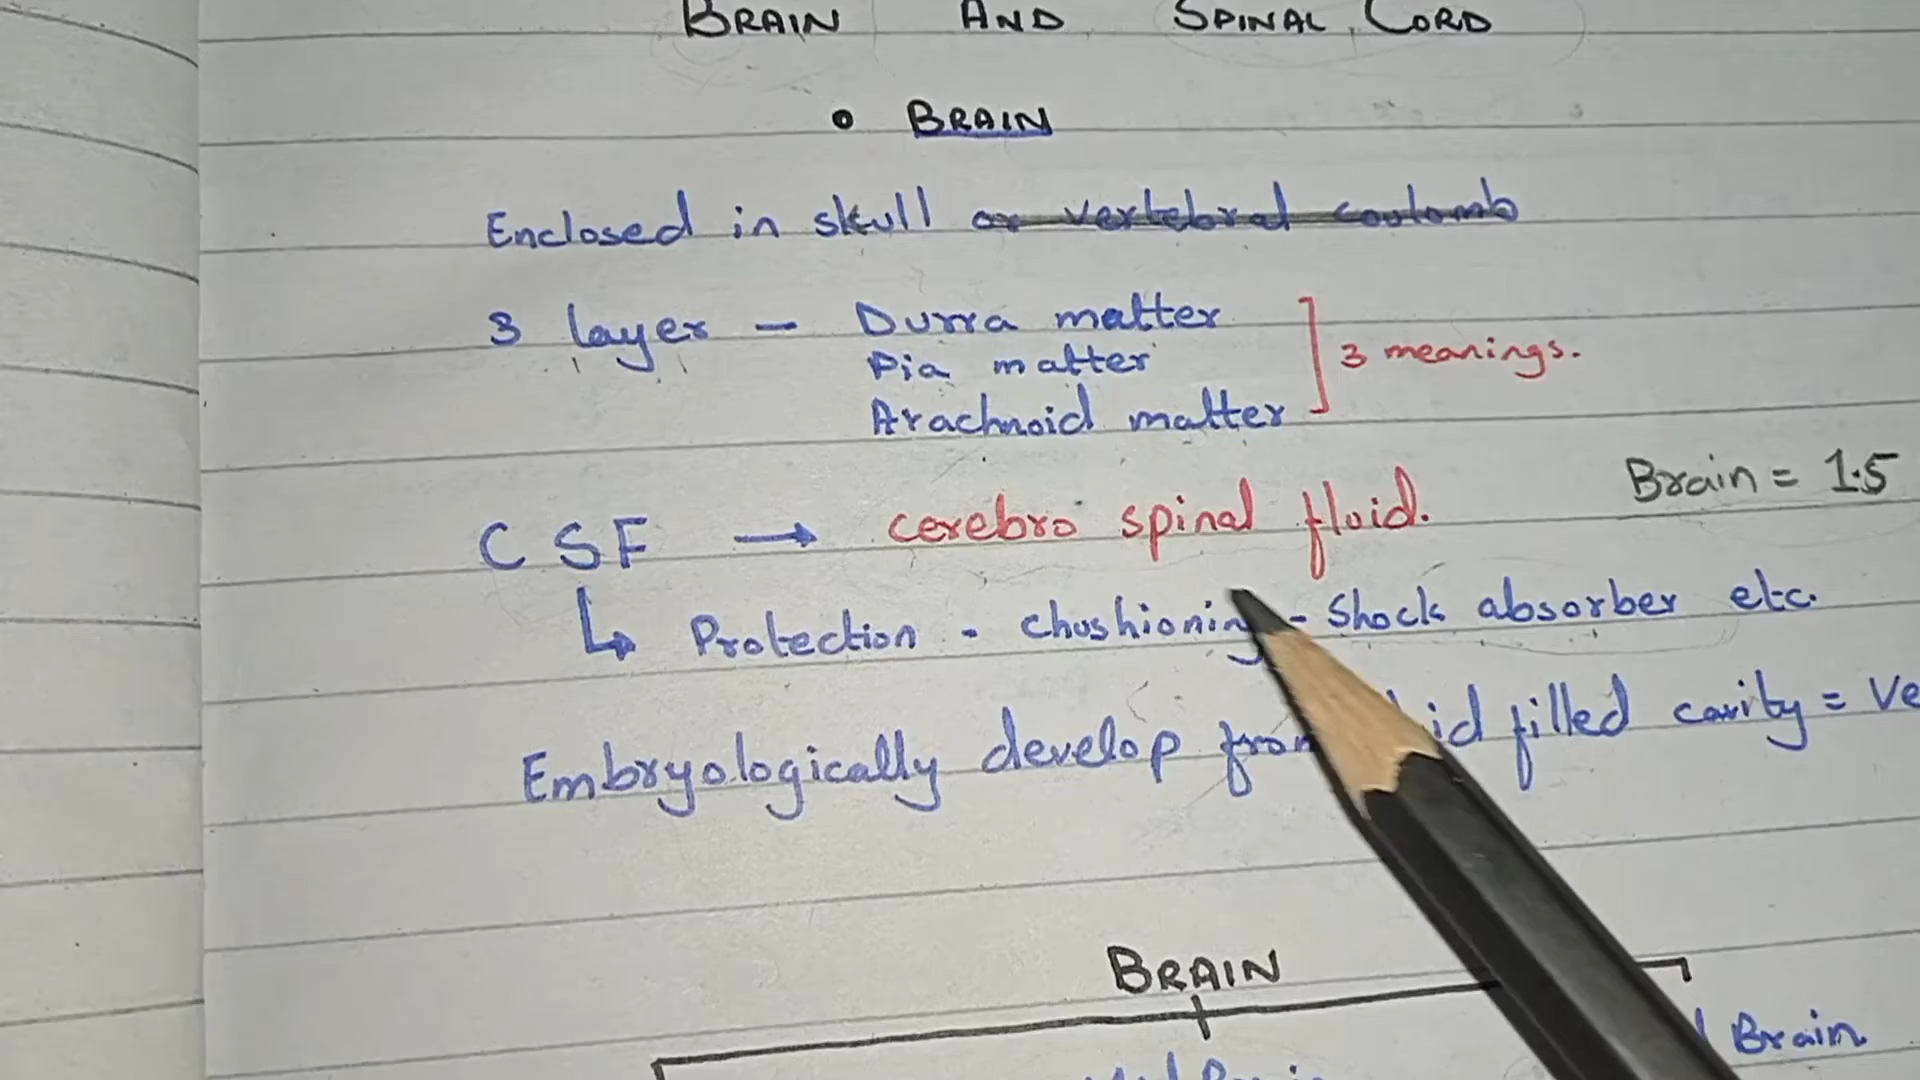 BRAIN AND SPINAL CORD
• BRAIN
Enclosed in skull or vertebral coulomb
3 layer – Durra matter
Pia matter
Arachnoid matter
3 meanings.
Brain = 1.5
CSF → cerebro spinal fluid.
↳ Protection - chushioning - Shock absorber etc.
Embryologically develop from filled cavity = Ve
BRAIN
Brain